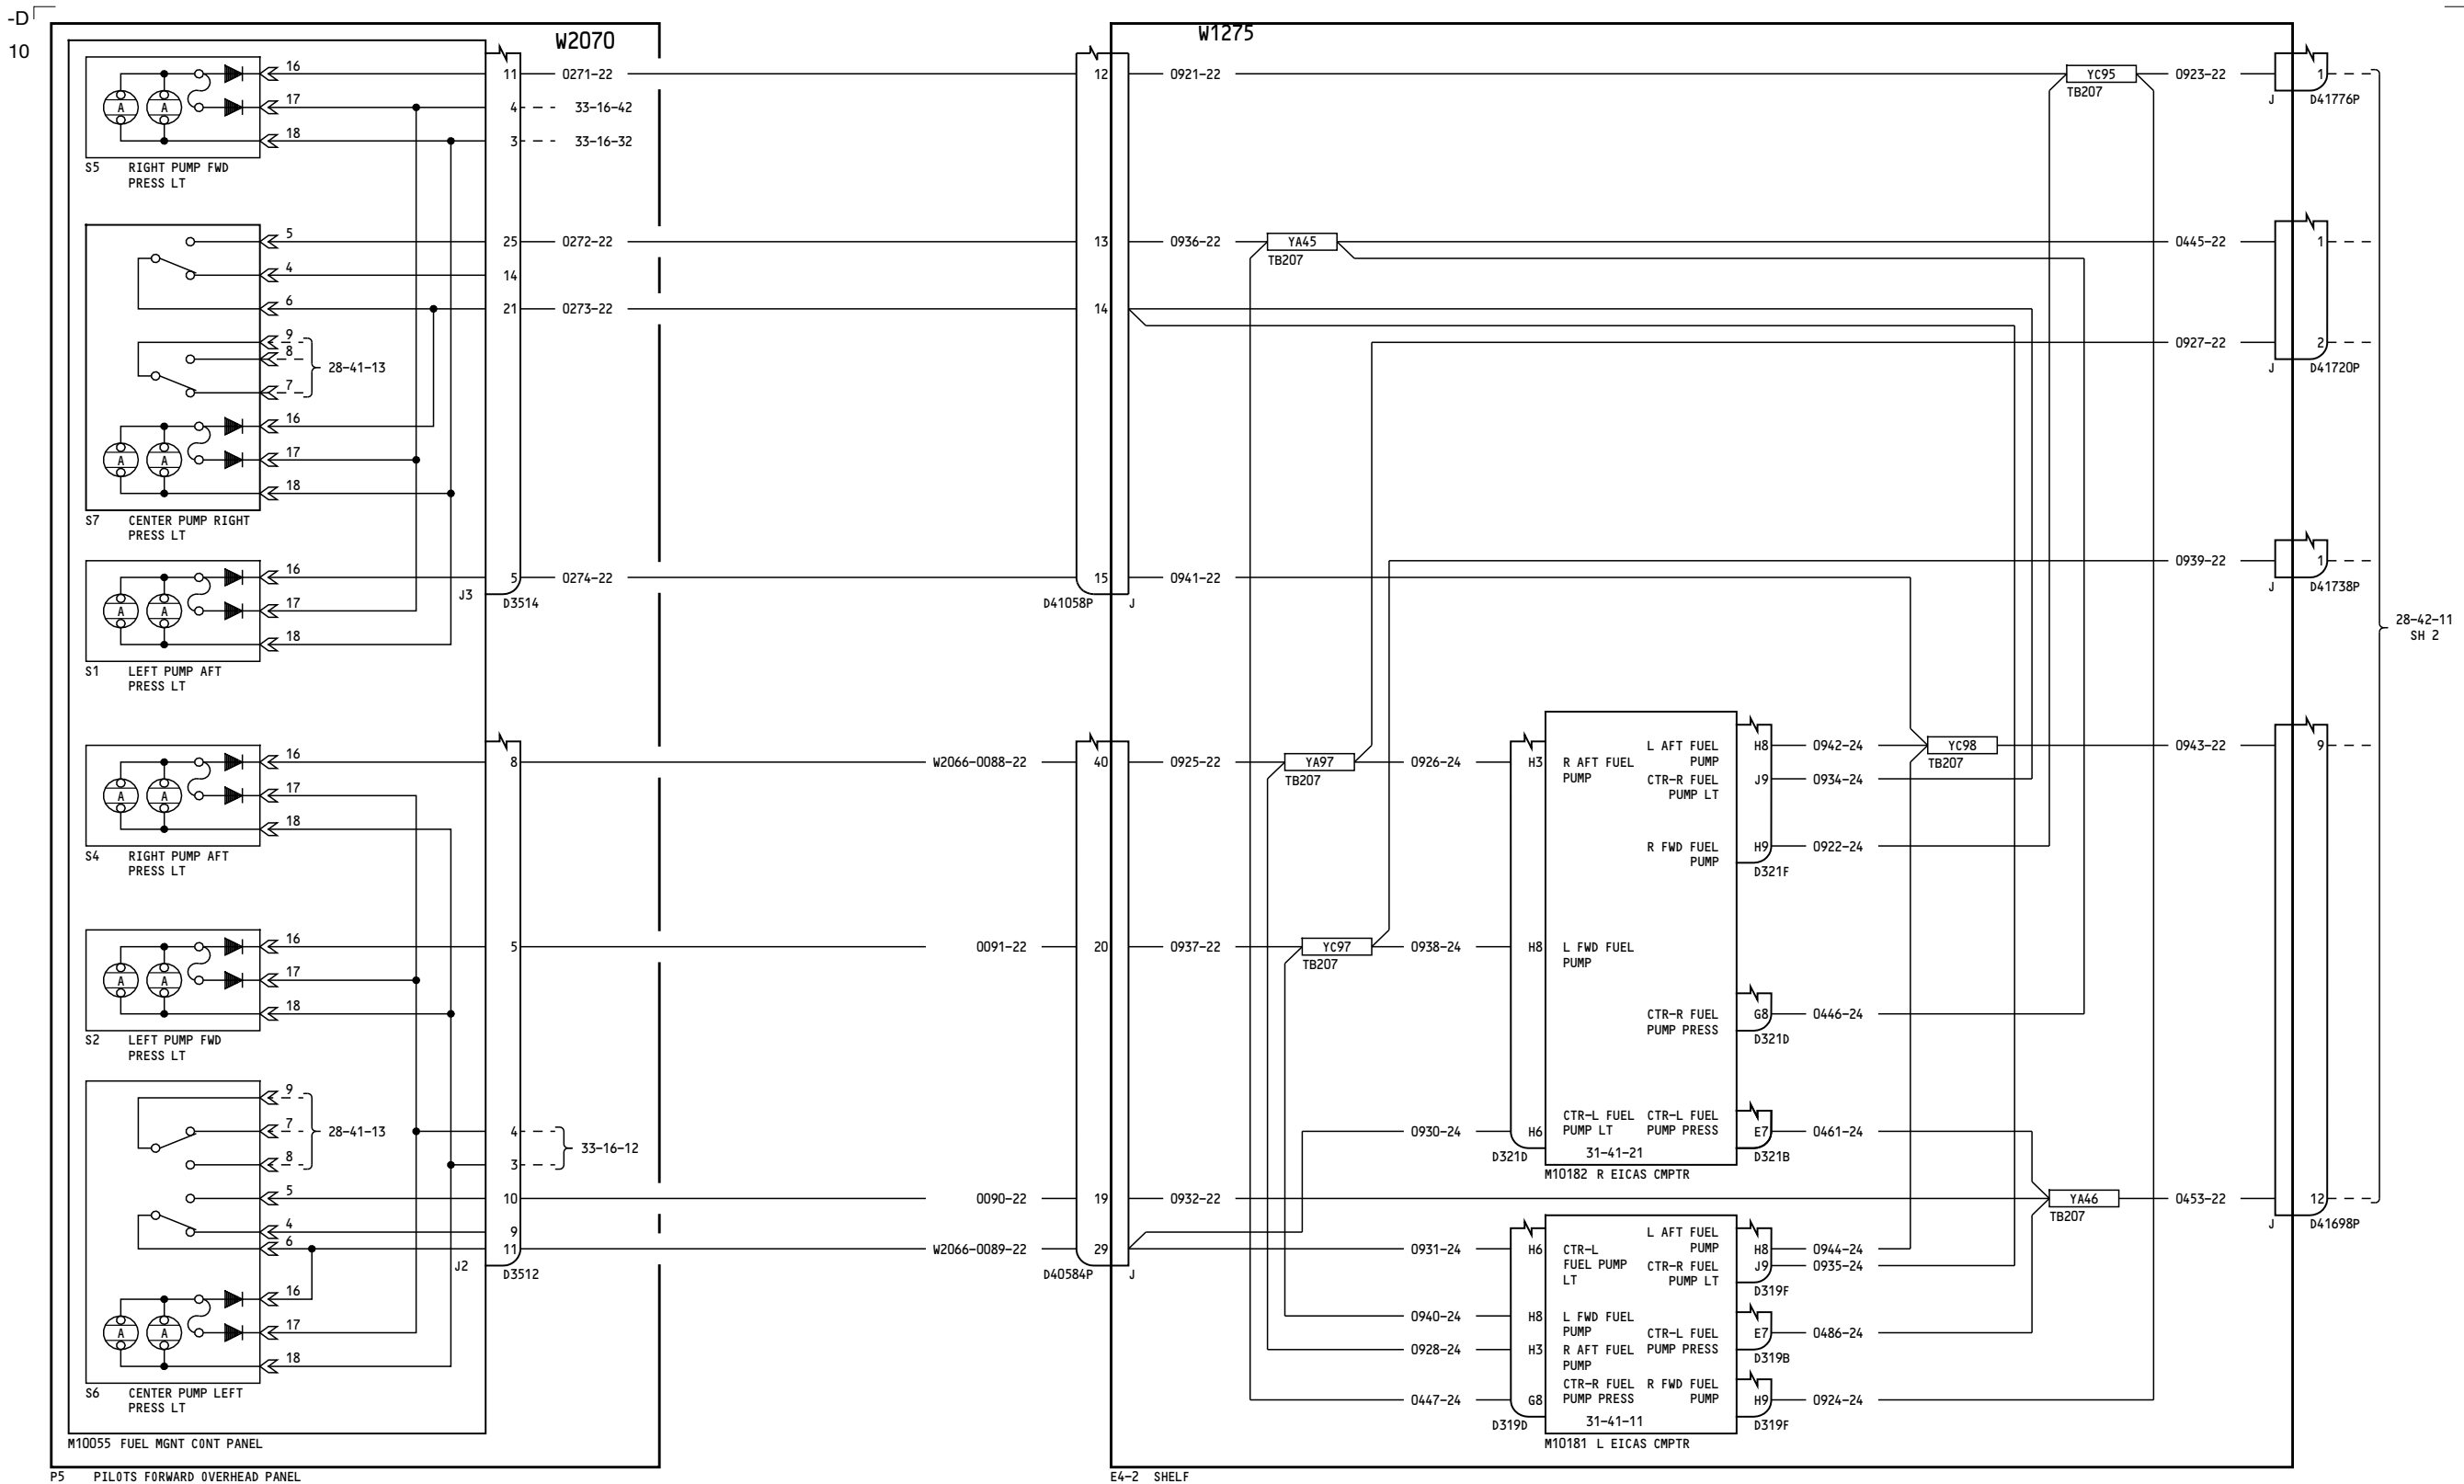 -D
10
W2070
W1275
16
11
0271-22
12
0921-22
YC95
TB207
0923-22
1
J
D41776P
A
A
17
4
33-16-42
18
3
33-16-32
S5 RIGHT PUMP FWD
PRESS LT
5
25
0272-22
13
0936-22
YA45
TB207
0445-22
1
4
14
6
21
0273-22
14
9
8
7
28-41-13
0927-22
2
J
D41720P
16
A
A
17
18
S7 CENTER PUMP RIGHT
PRESS LT
16
5
0274-22
15
0941-22
0939-22
1
J
D41738P
J3
D3514
D41058P
J
A
A
17
18
S1 LEFT PUMP AFT
PRESS LT
28-42-11
SH 2
16
8
W2066-0088-22
40
0925-22
YA97
TB207
0926-24
H3
R AFT FUEL
PUMP
L AFT FUEL
PUMP
H8
0942-24
YC98
TB207
0943-22
9
CTR-R FUEL
PUMP LT
J9
0934-24
R FWD FUEL
PUMP
H9
0922-24
D321F
A
A
17
18
S4 RIGHT PUMP AFT
PRESS LT
16
5
0091-22
20
0937-22
YC97
TB207
0938-24
H8
L FWD FUEL
PUMP
A
A
17
18
CTR-R FUEL
PUMP PRESS
G8
0446-24
D321D
S2 LEFT PUMP FWD
PRESS LT
9
7
8
28-41-13
4
3
33-16-12
0930-24
H6
CTR-L FUEL
PUMP LT
CTR-L FUEL
PUMP PRESS
E7
0461-24
D321D
31-41-21
D321B
M10182 R EICAS CMPTR
5
10
0090-22
19
0932-22
YA46
TB207
0453-22
12
J
D41698P
4
9
6
11
W2066-0089-22
29
0931-24
H6
CTR-L
FUEL PUMP
LT
L AFT FUEL
PUMP
H8
0944-24
CTR-R FUEL
PUMP LT
J9
0935-24
D319F
J2
D3512
D40584P
J
16
A
A
17
18
0940-24
H8
L FWD FUEL
PUMP
CTR-L FUEL
PUMP PRESS
E7
0486-24
D319B
0928-24
H3
R AFT FUEL
PUMP
0447-24
G8
CTR-R FUEL
PUMP PRESS
R FWD FUEL
PUMP
H9
0924-24
D319D
31-41-11
D319F
S6 CENTER PUMP LEFT
PRESS LT
M10055 FUEL MGNT CONT PANEL
M10181 L EICAS CMPTR
P5 PILOTS FORWARD OVERHEAD PANEL
E4-2 SHELF